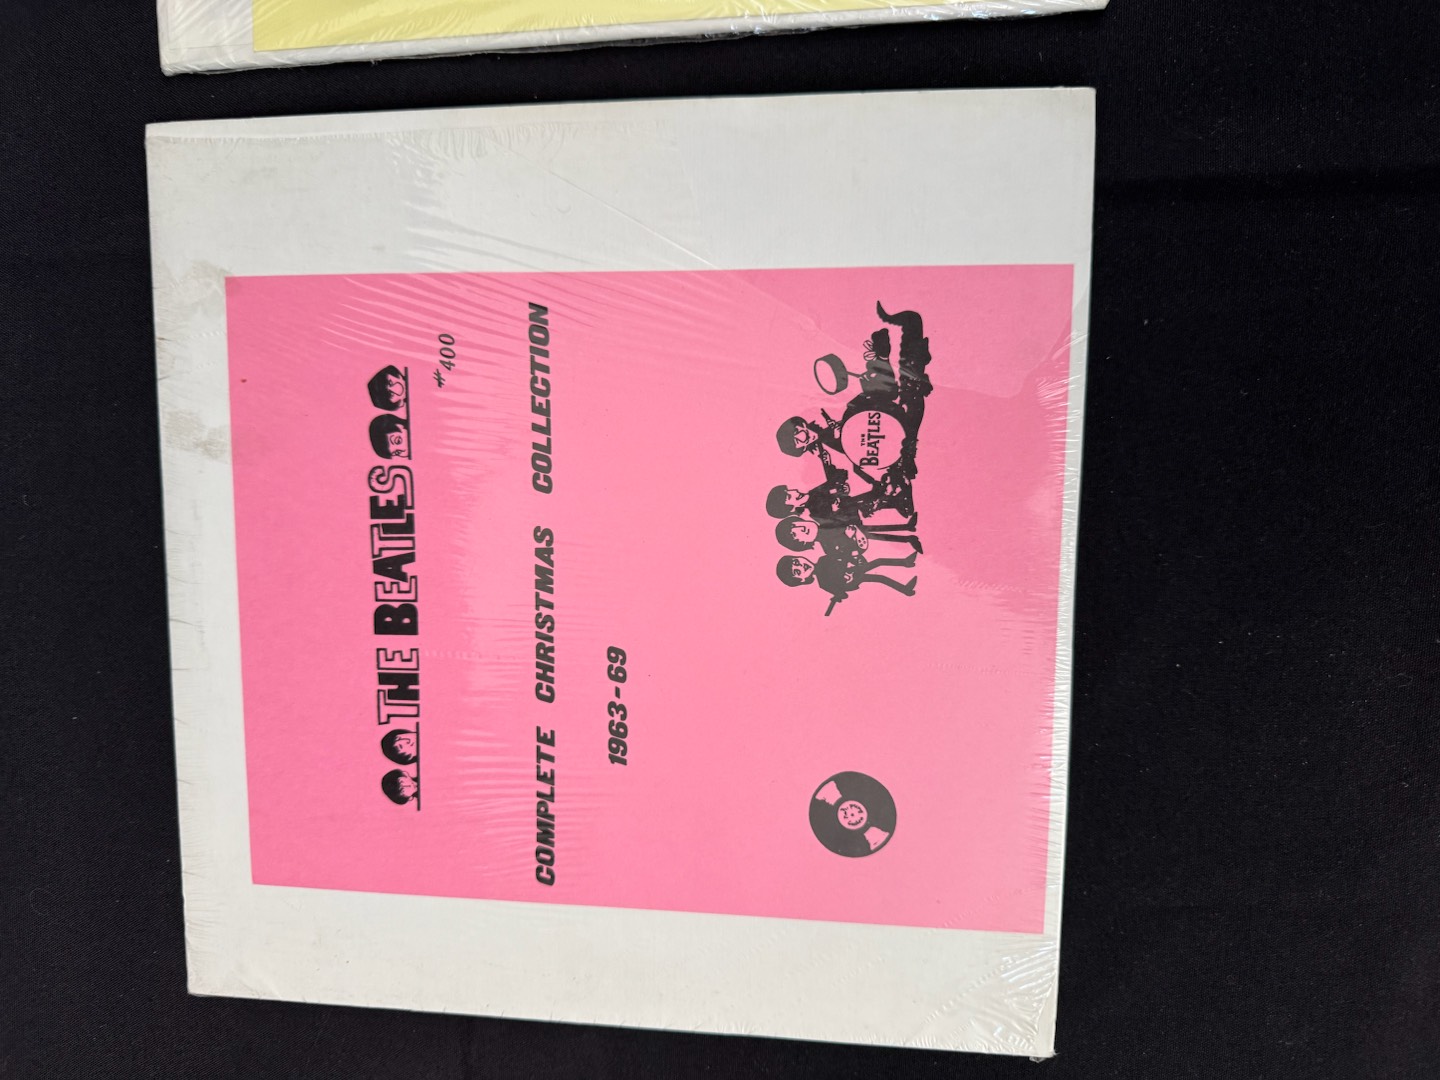 THE BEATLES
#400
COMPLETE CHRISTMAS COLLECTION
1963-69
THE
BEATLES